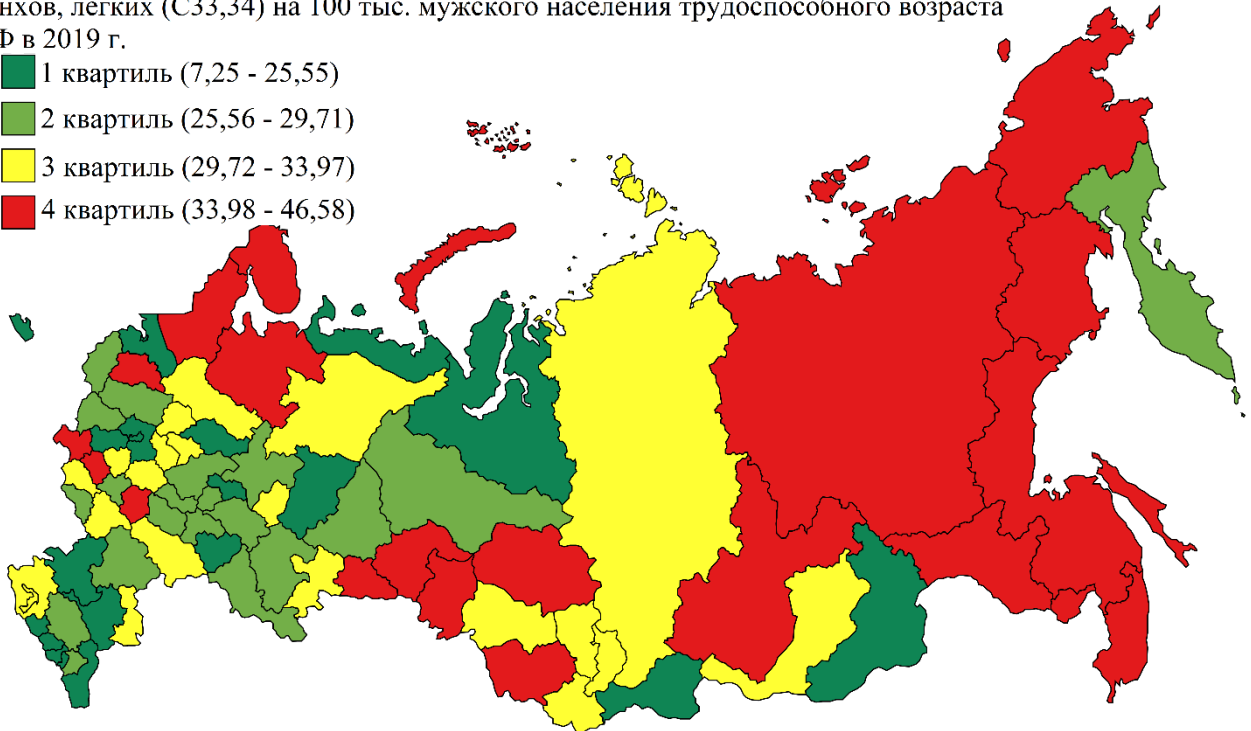 нхов, легких (С33,34) на 100 тыс. мужского населения трудоспособного возраста
Ф в 2019 г.
1 квартиль (7,25 - 25,55)
2 квартиль (25,56 - 29,71)
3 квартиль (29,72 - 33,97)
4 квартиль (33,98 - 46,58)